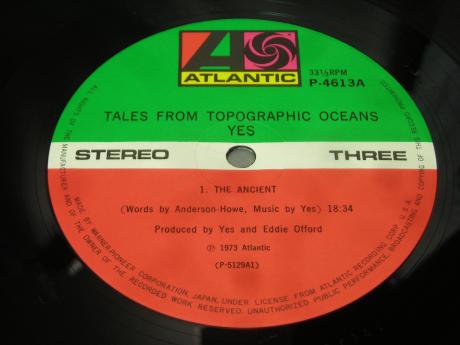 ATLANTIC
33⅓RPM
P-4613A
TALES FROM TOPOGRAPHIC OCEANS
YES
STEREO THREE
1. THE ANCIENT
(Words by Anderson-Howe, Music by Yes) 18:34
Produced by Yes and Eddie Offord
Ⓟ 1973 Atlantic
(P-5129A1)
MADE BY WARNER-PIONEER CORPORATION, JAPAN, UNDER LICENSE FROM ATLANTIC RECORDING CORP. U.S.A.
ALL RIGHTS OF THE MANUFACTURER AND OF THE OWNER OF THE RECORDED WORK RESERVED. UNAUTHORIZED PUBLIC PERFORMANCE, BROADCASTING AND COPYING OF THIS RECORD PROHIBITED.